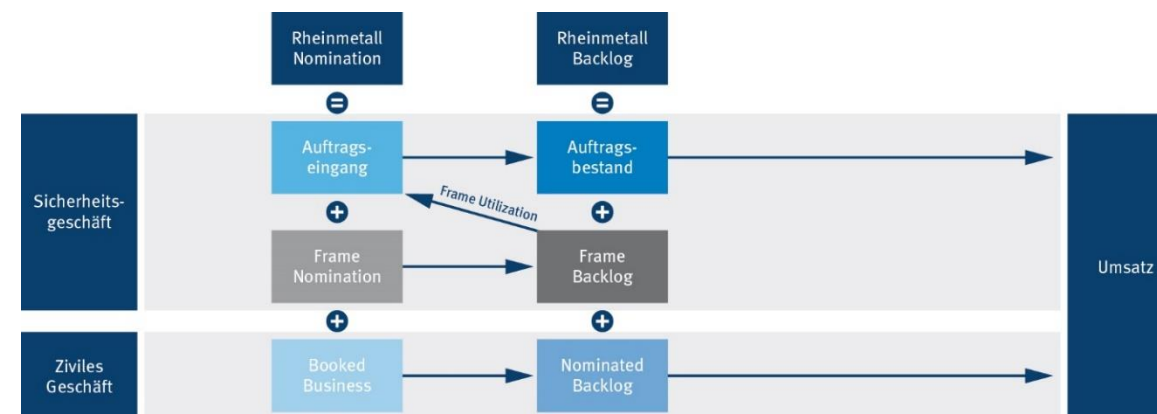 Rheinmetall
Nomination
Rheinmetall
Backlog
=
=
Sicherheits-
geschäft
Auftrags-
eingang
Auftrags-
bestand
Frame Utilization
+
+
Frame
Nomination
Frame
Backlog
Umsatz
+
+
Ziviles
Geschäft
Booked
Business
Nominated
Backlog